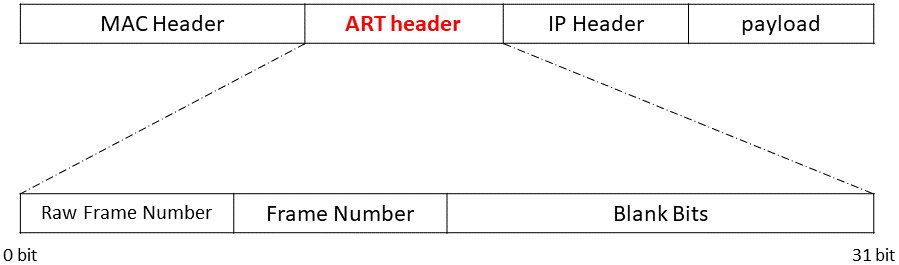 MAC Header ART header IP Header payload
Raw Frame Number Frame Number Blank Bits
0 bit 31 bit